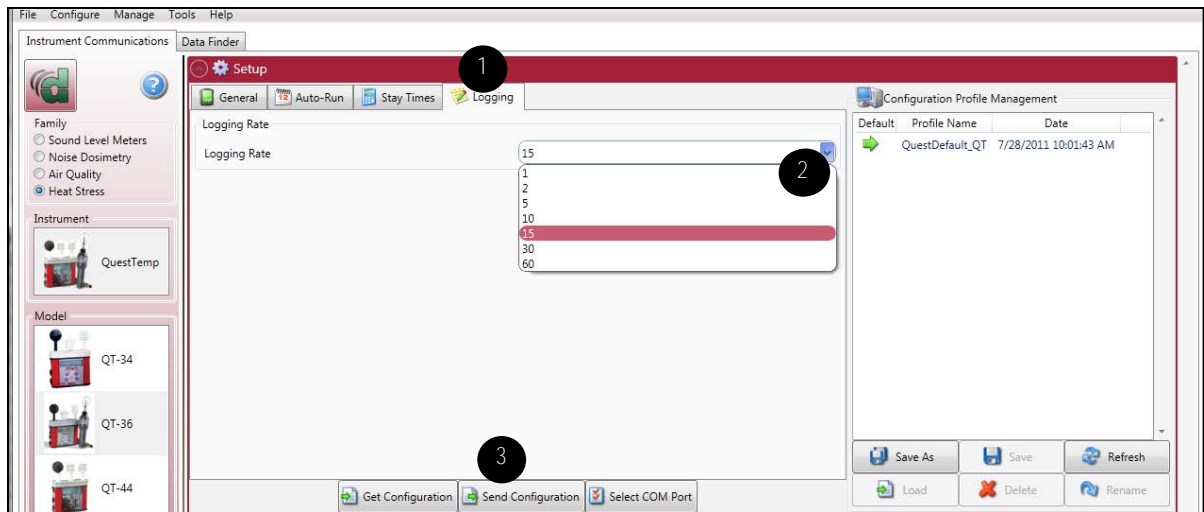 File Configure Manage Tools Help
Instrument Communications Data Finder
Setup
1
General Auto-Run Stay Times Logging
Logging Rate
Logging Rate 15
2
1
2
5
10
15
30
60
Family
Sound Level Meters
Noise Dosimetry
Air Quality
Heat Stress
Instrument
QuestTemp
Model
QT-34
QT-36
QT-44
Configuration Profile Management
Default Profile Name Date
QuestDefault_QT 7/28/2011 10:01:43 AM
3
Get Configuration Send Configuration Select COM Port
Save As Save Refresh
Load Delete Rename